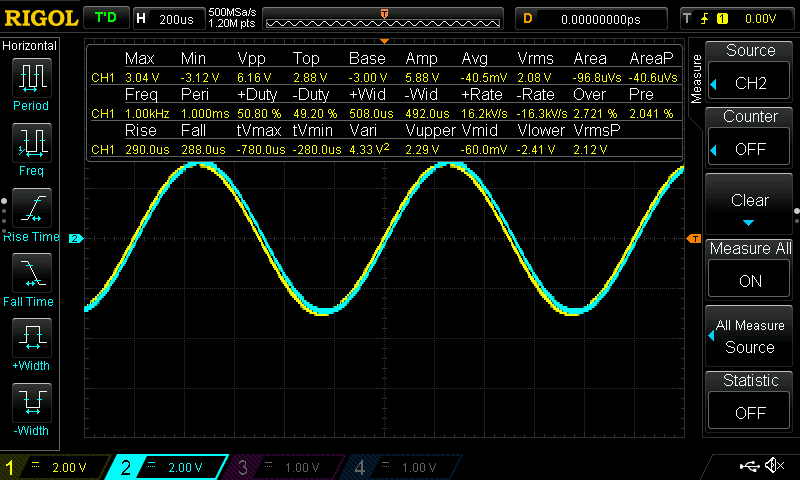 RIGOL T'D H 200us 500MSa/s 1.20M pts T D 0.00000000ps T 1 0.00V
Horizontal
Period
Freq
Rise Time
Fall Time
+Width
-Width
Max Min Vpp Top Base Amp Avg Vrms Area AreaP
CH1 3.04 V -3.12 V 6.16 V 2.88 V -3.00 V 5.88 V -40.5mV 2.08 V -96.8uVs -40.6uVs
Freq Peri +Duty -Duty +Wid -Wid +Rate -Rate Over Pre
CH1 1.00kHz 1.000ms 50.80 % 49.20 % 508.0us 492.0us 16.2kV/s -16.3kV/s 2.721 % 2.041 %
Rise Fall tVmax tVmin Vari Vupper Vmid Vlower VrmsP
CH1 290.0us 288.0us -780.0us -280.0us 4.33 V² 2.29 V -60.0mV -2.41 V 2.12 V
2
T
Measure
Source
CH2
Counter
OFF
Clear
Measure All
ON
All Measure
Source
Statistic
OFF
1 2.00 V 2 2.00 V 3 1.00 V 4 1.00 V